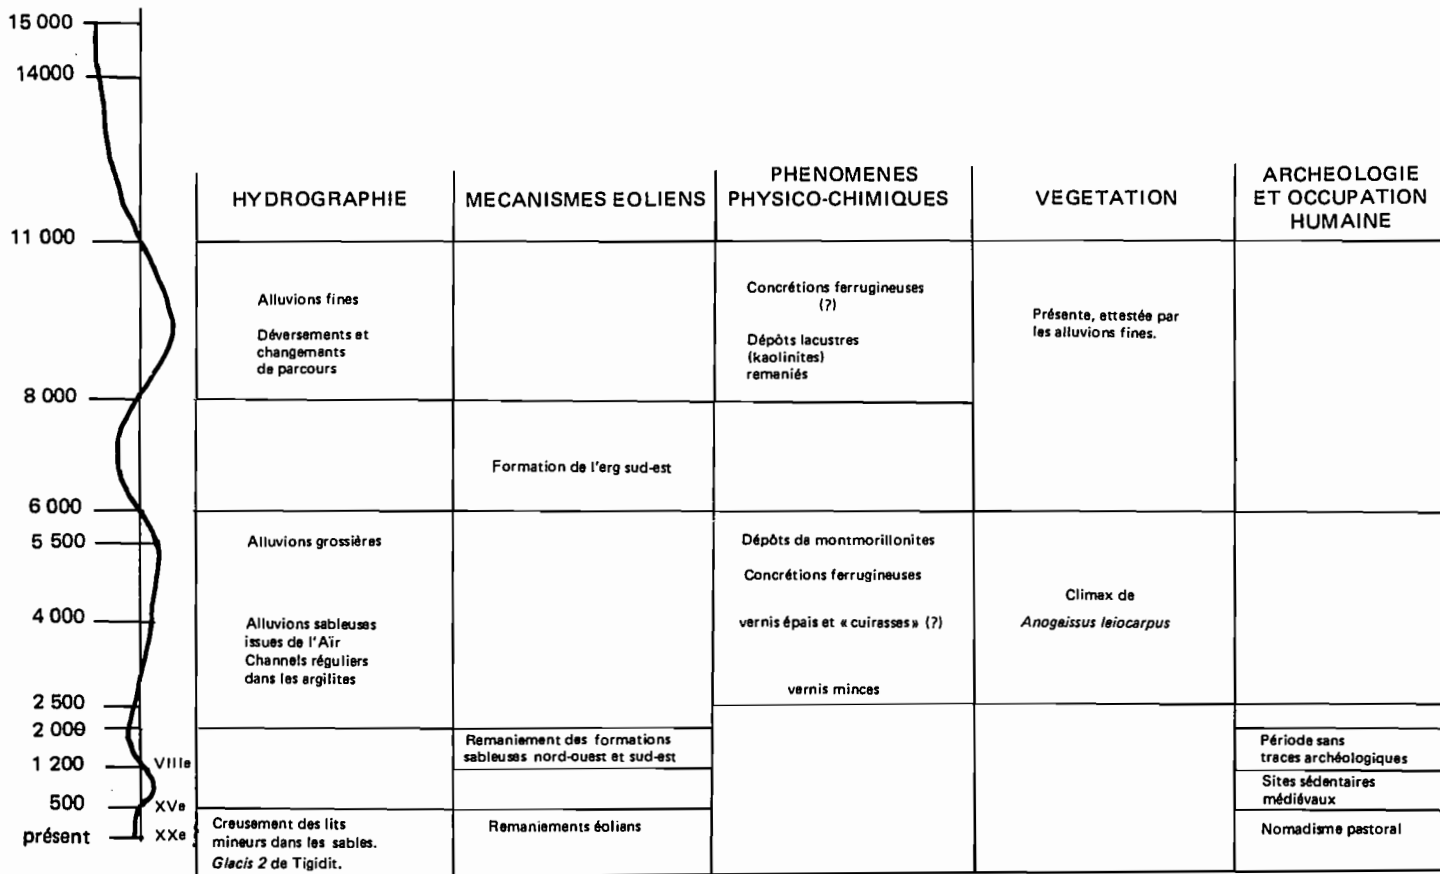 15 000
14000
11 000
8 000
6 000
5 500
4 000
2 500
2 000
1 200
VIIIe
500
XVe
présent
XXe
HYDROGRAPHIE
MECANISMES EOLIENS
PHENOMENES
PHYSICO-CHIMIQUES
VEGETATION
ARCHEOLOGIE
ET OCCUPATION
HUMAINE
Alluvions fines
Déversements et
changements
de parcours
Concrétions ferrugineuses
(?)
Dépôts lacustres
(kaolinites)
remaniés
Présente, attestée par
les alluvions fines.
Formation de l'erg sud-est
Alluvions grossières
Alluvions sableuses
issues de l'Aïr
Channels réguliers
dans les argilites
Dépôts de montmorillonites
Concrétions ferrugineuses
vernis épais et « cuirasses » (?)
vernis minces
Climax de
Anogeissus leiocarpus
Remaniement des formations
sableuses nord-ouest et sud-est
Période sans
traces archéologiques
Sites sédentaires
médiévaux
Creusement des lits
mineurs dans les sables.
Glacis 2 de Tigidit.
Remaniements éoliens
Nomadisme pastoral